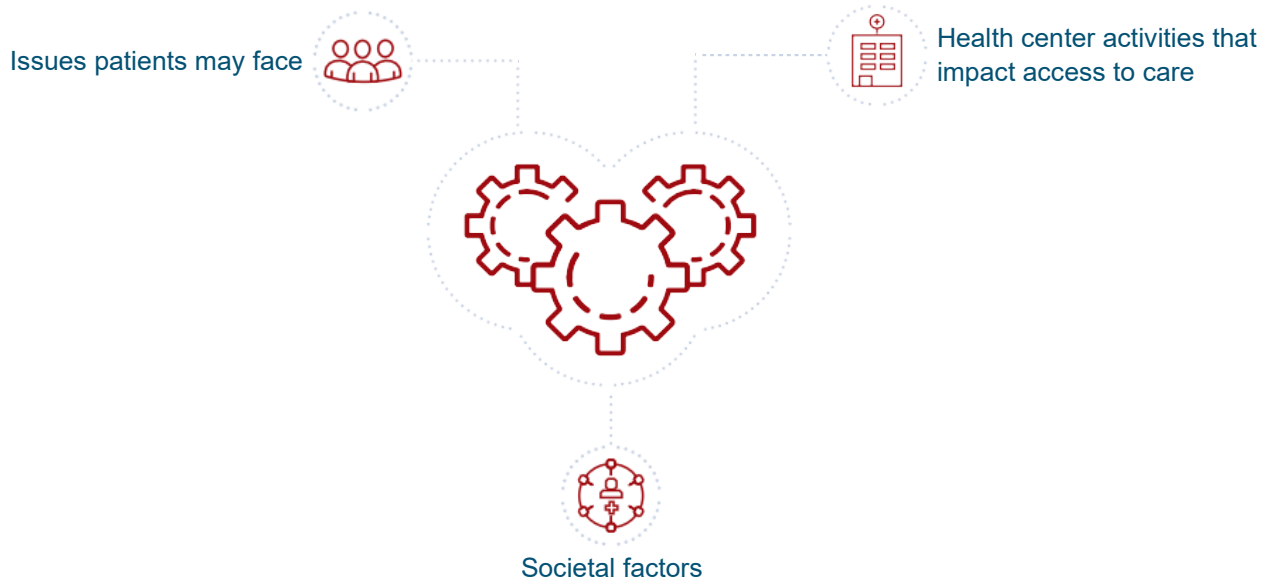 Issues patients may face
Health center activities that
impact access to care
Societal factors